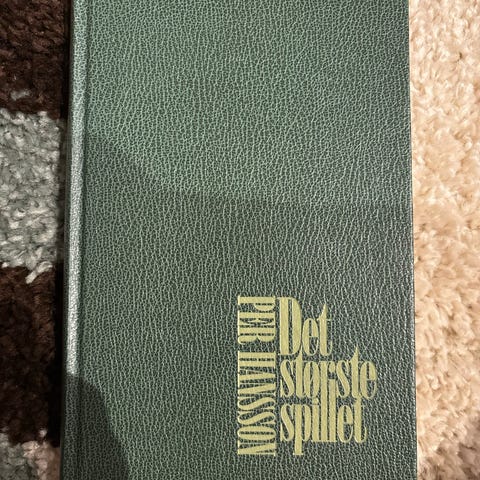 PER HANSSON
Det
største
spillet